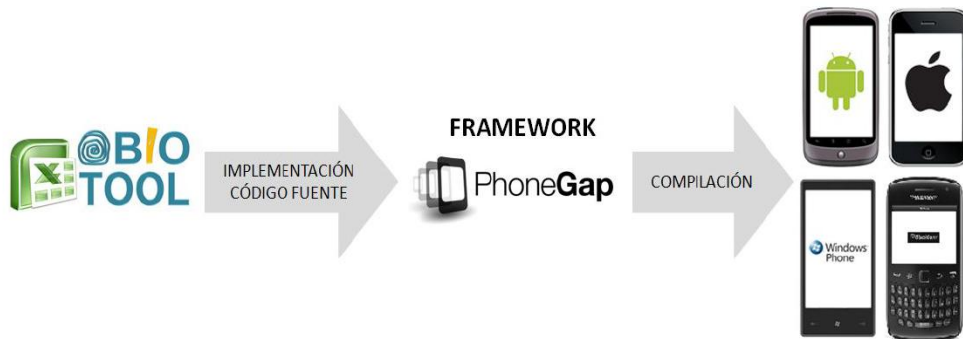 BIO
TOOL
IMPLEMENTACIÓN
CÓDIGO FUENTE
FRAMEWORK
PhoneGap
COMPILACIÓN
Windows
Phone